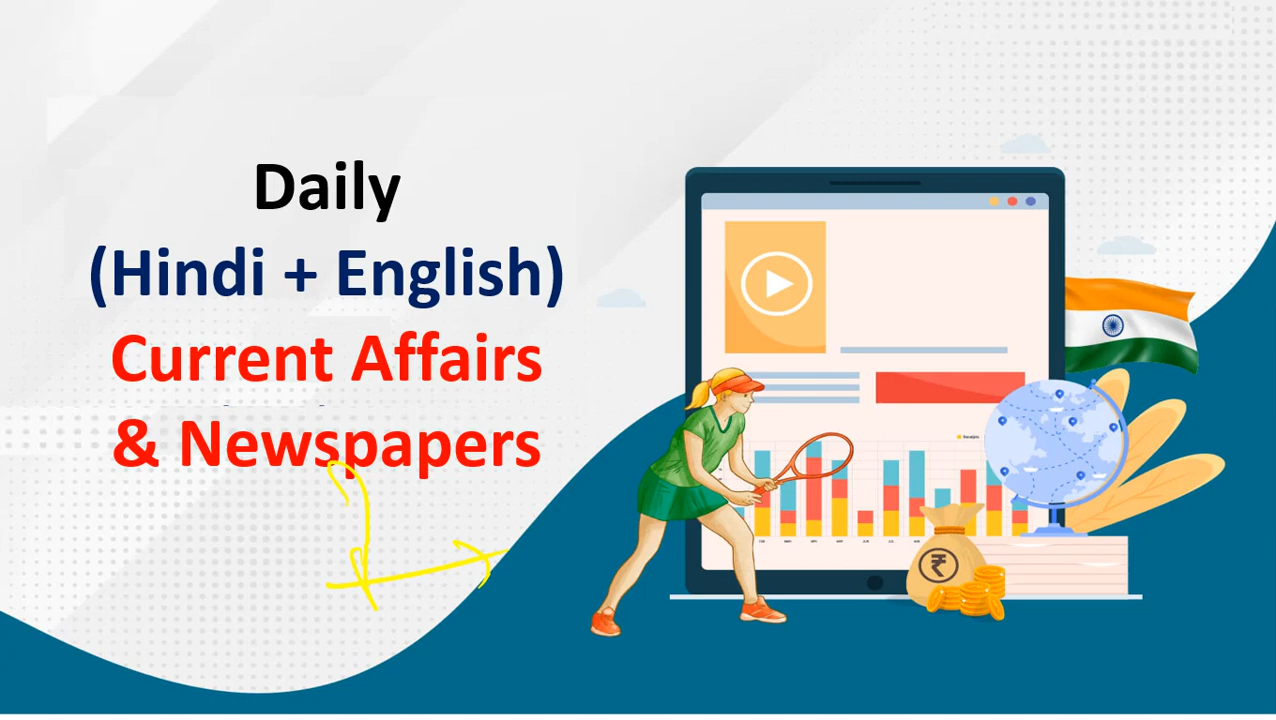 Daily
(Hindi + English)
Current Affairs
& Newspapers
₹